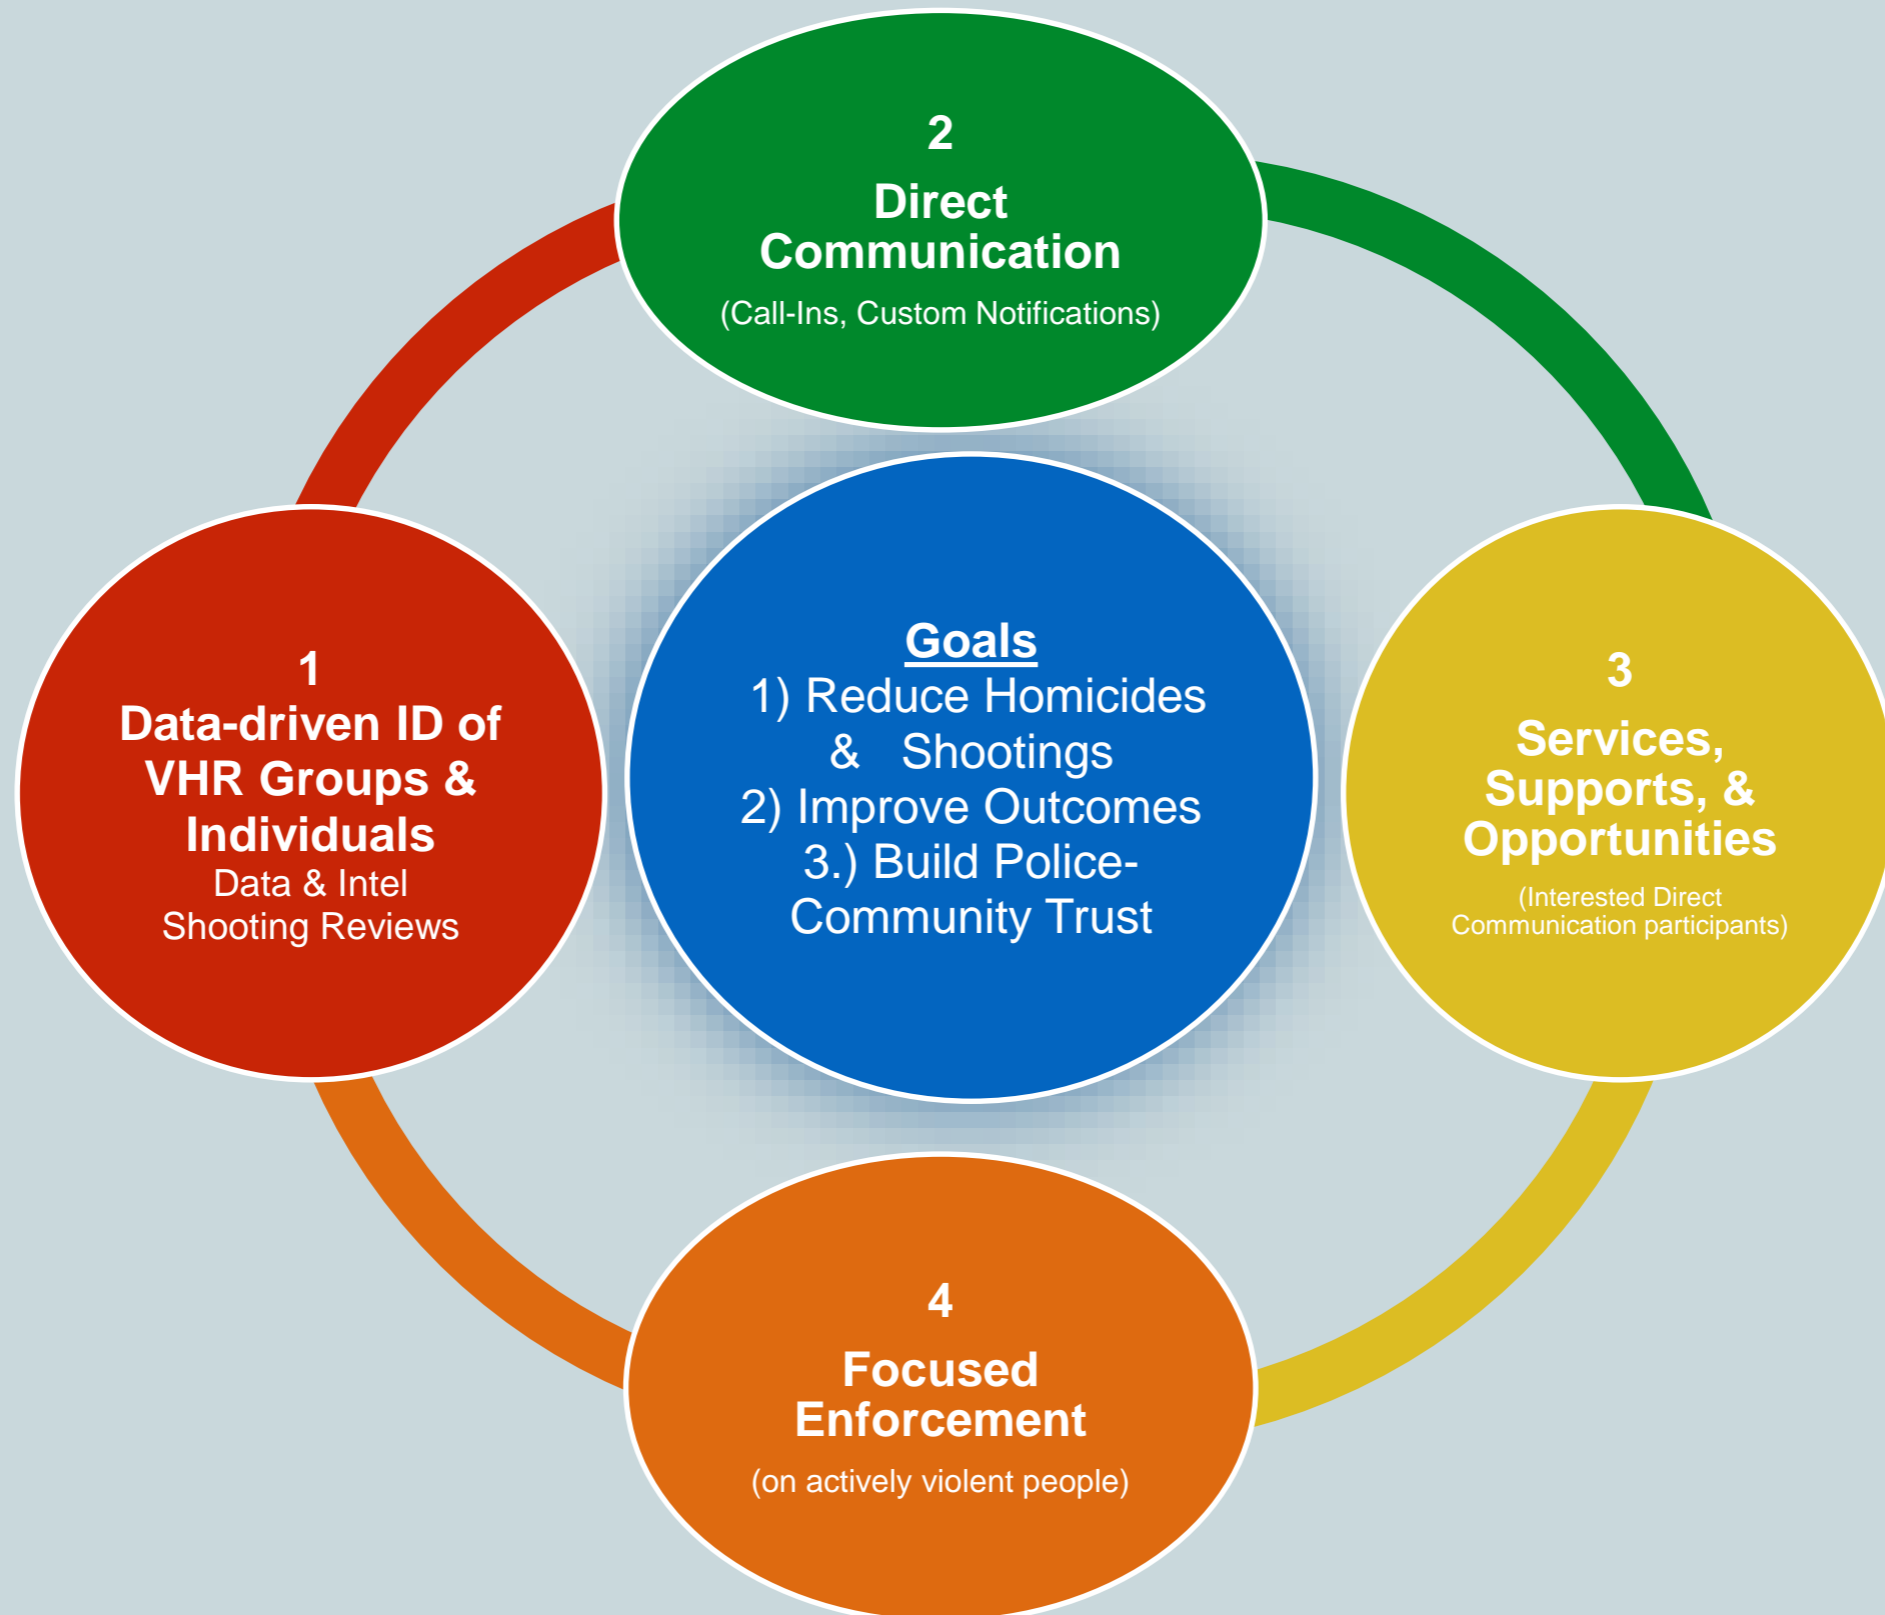 2
Direct
Communication
(Call-Ins, Custom Notifications)
1
Data-driven ID of
VHR Groups &
Individuals
Data & Intel
Shooting Reviews
Goals
1) Reduce Homicides
& Shootings
2) Improve Outcomes
3.) Build Police-
Community Trust
3
Services,
Supports, &
Opportunities
(Interested Direct
Communication participants)
4
Focused
Enforcement
(on actively violent people)